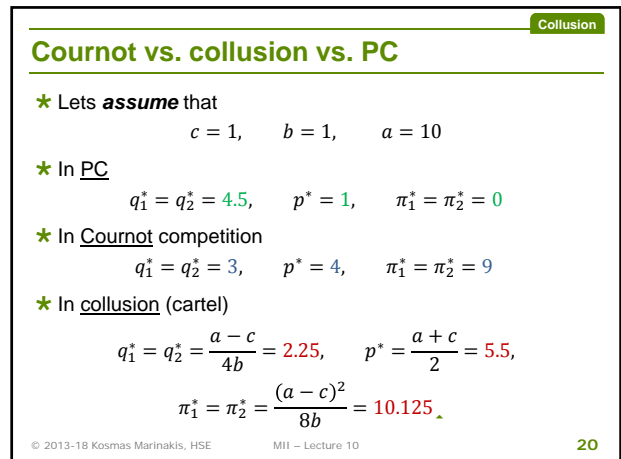 Collusion
Cournot vs. collusion vs. PC
★ Lets assume that
c = 1, b = 1, a = 10
★ In PC
q₁* = q₂* = 4.5, p* = 1, π₁* = π₂* = 0
★ In Cournot competition
q₁* = q₂* = 3, p* = 4, π₁* = π₂* = 9
★ In collusion (cartel)
q₁* = q₂* = (a − c)/(4b) = 2.25, p* = (a + c)/2 = 5.5,
π₁* = π₂* = (a − c)²/(8b) = 10.125
© 2013-18 Kosmas Marinakis, HSE MII – Lecture 10 20